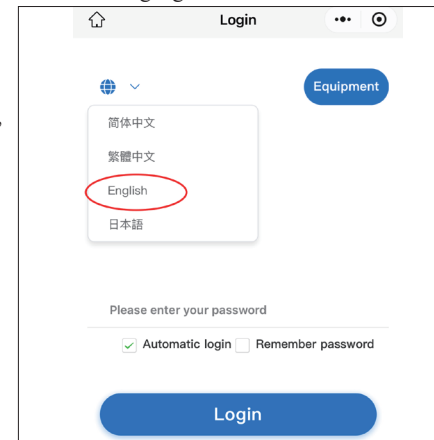 Login
Equipment
简体中文
繁體中文
English
日本語
Please enter your password
Automatic login Remember password
Login